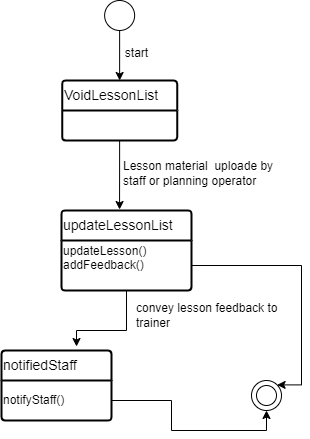 start
VoidLessonList
Lesson material  uploade by
staff or planning operator
updateLessonList
updateLesson()
addFeedback()
convey lesson feedback to
trainer
notifiedStaff
notifyStaff()